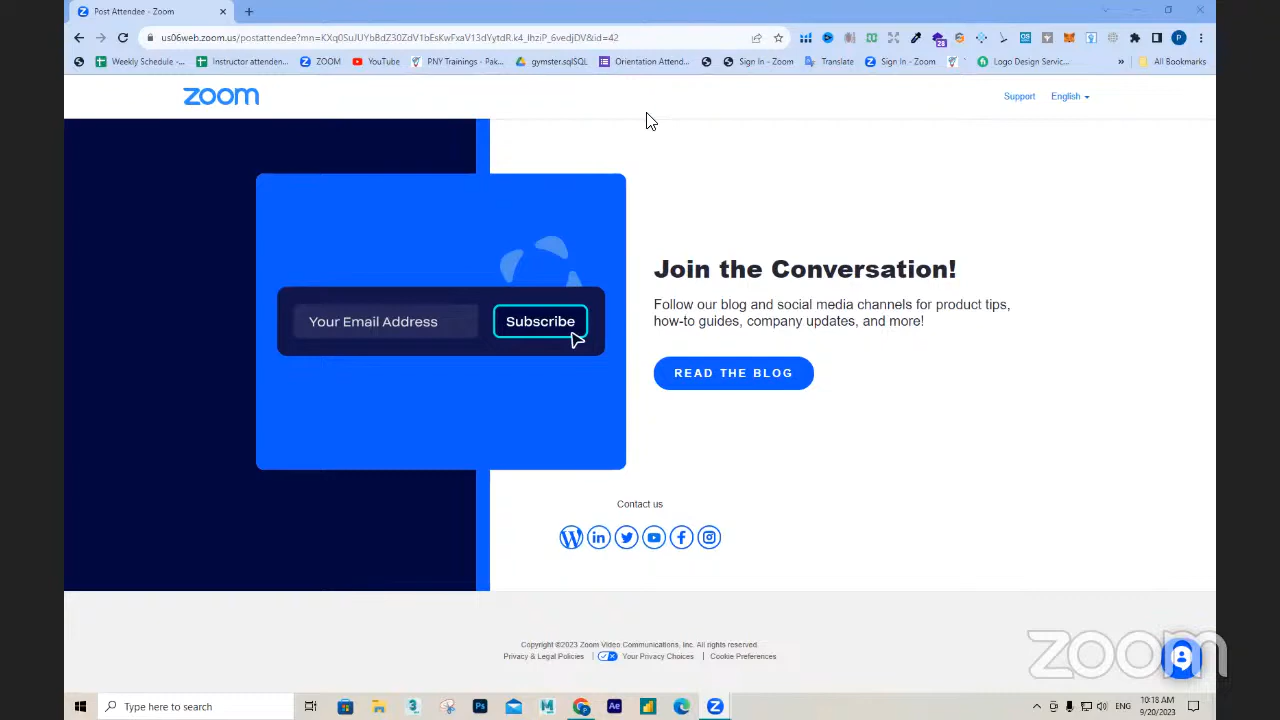 Post Attendee - Zoom
us06web.zoom.us/postattendee?mn=KXq0SuJUYbBdZ30ZdV1bEsKwFxaV13dYytdR.k4_ihziP_6vedjDV&id=42
Weekly Schedule -...
Instructor attenden...
ZOOM
YouTube
PNY Trainings - Pak...
gymster.sqlSQL
Orientation Attend...
Sign In - Zoom
Translate
Sign In - Zoom
Logo Design Servic...
»
All Bookmarks
zoom
Support
English
Your Email Address
Subscribe
Join the Conversation!
Follow our blog and social media channels for product tips,
how-to guides, company updates, and more!
READ THE BLOG
Contact us
Copyright ©2023 Zoom Video Communications, Inc. All rights reserved.
Privacy & Legal Policies | Your Privacy Choices | Cookie Preferences
zoom
Type here to search
ENG
10:18 AM
9/20/2023